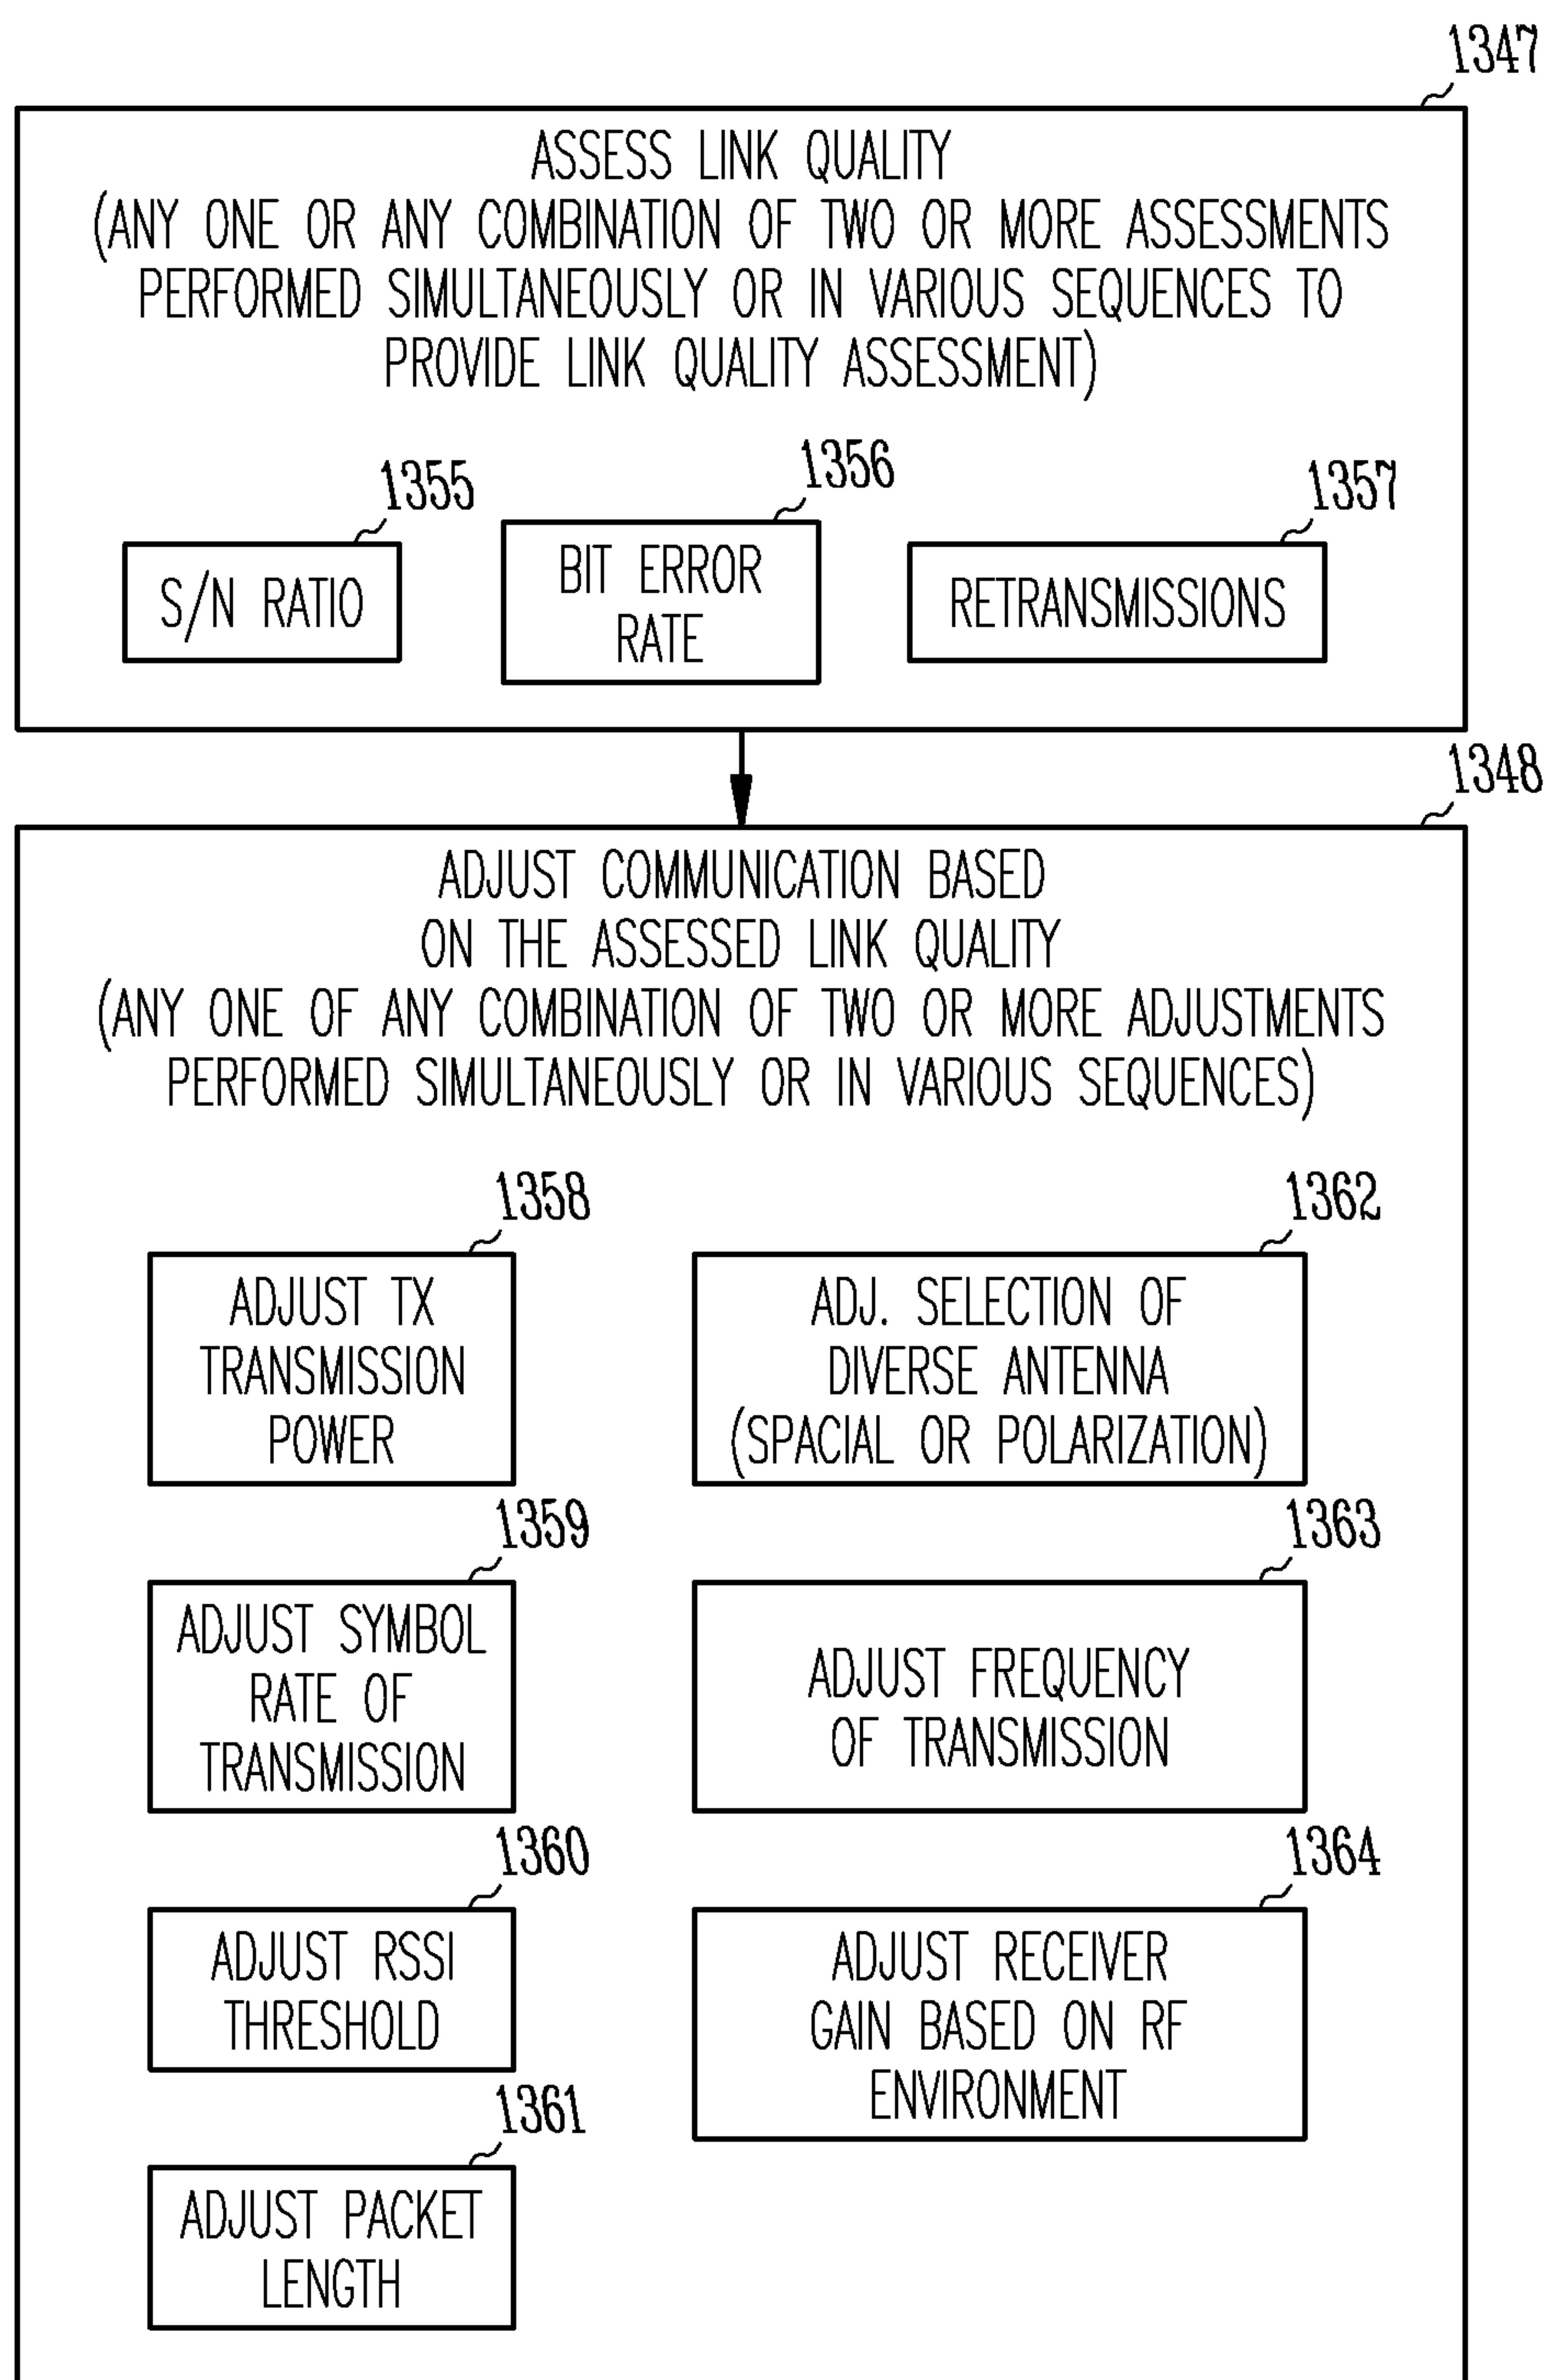 1347
ASSESS LINK QUALITY
(ANY ONE OR ANY COMBINATION OF TWO OR MORE ASSESSMENTS
PERFORMED SIMULTANEOUSLY OR IN VARIOUS SEQUENCES TO
PROVIDE LINK QUALITY ASSESSMENT)
1355
S/N RATIO
1356
BIT ERROR
RATE
1357
RETRANSMISSIONS
1348
ADJUST COMMUNICATION BASED
ON THE ASSESSED LINK QUALITY
(ANY ONE OF ANY COMBINATION OF TWO OR MORE ADJUSTMENTS
PERFORMED SIMULTANEOUSLY OR IN VARIOUS SEQUENCES)
1358
ADJUST TX
TRANSMISSION
POWER
1359
ADJUST SYMBOL
RATE OF
TRANSMISSION
1360
ADJUST RSSI
THRESHOLD
1361
ADJUST PACKET
LENGTH
1362
ADJ. SELECTION OF
DIVERSE ANTENNA
(SPACIAL OR POLARIZATION)
1363
ADJUST FREQUENCY
OF TRANSMISSION
1364
ADJUST RECEIVER
GAIN BASED ON RF
ENVIRONMENT